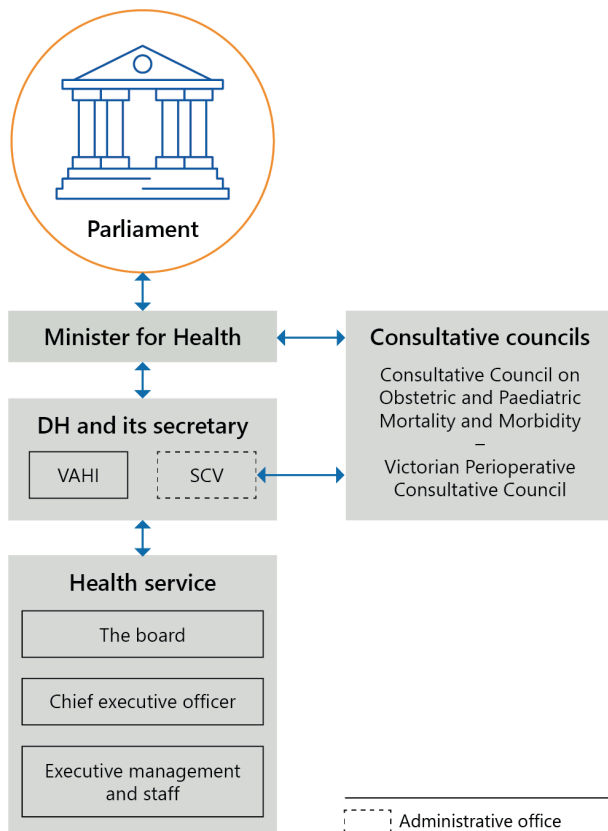 Parliament
Minister for Health
Consultative councils
Consultative Council on
Obstetric and Paediatric
Mortality and Morbidity
–
Victorian Perioperative
Consultative Council
DH and its secretary
VAHI
SCV
Health service
The board
Chief executive officer
Executive management
and staff
Administrative office